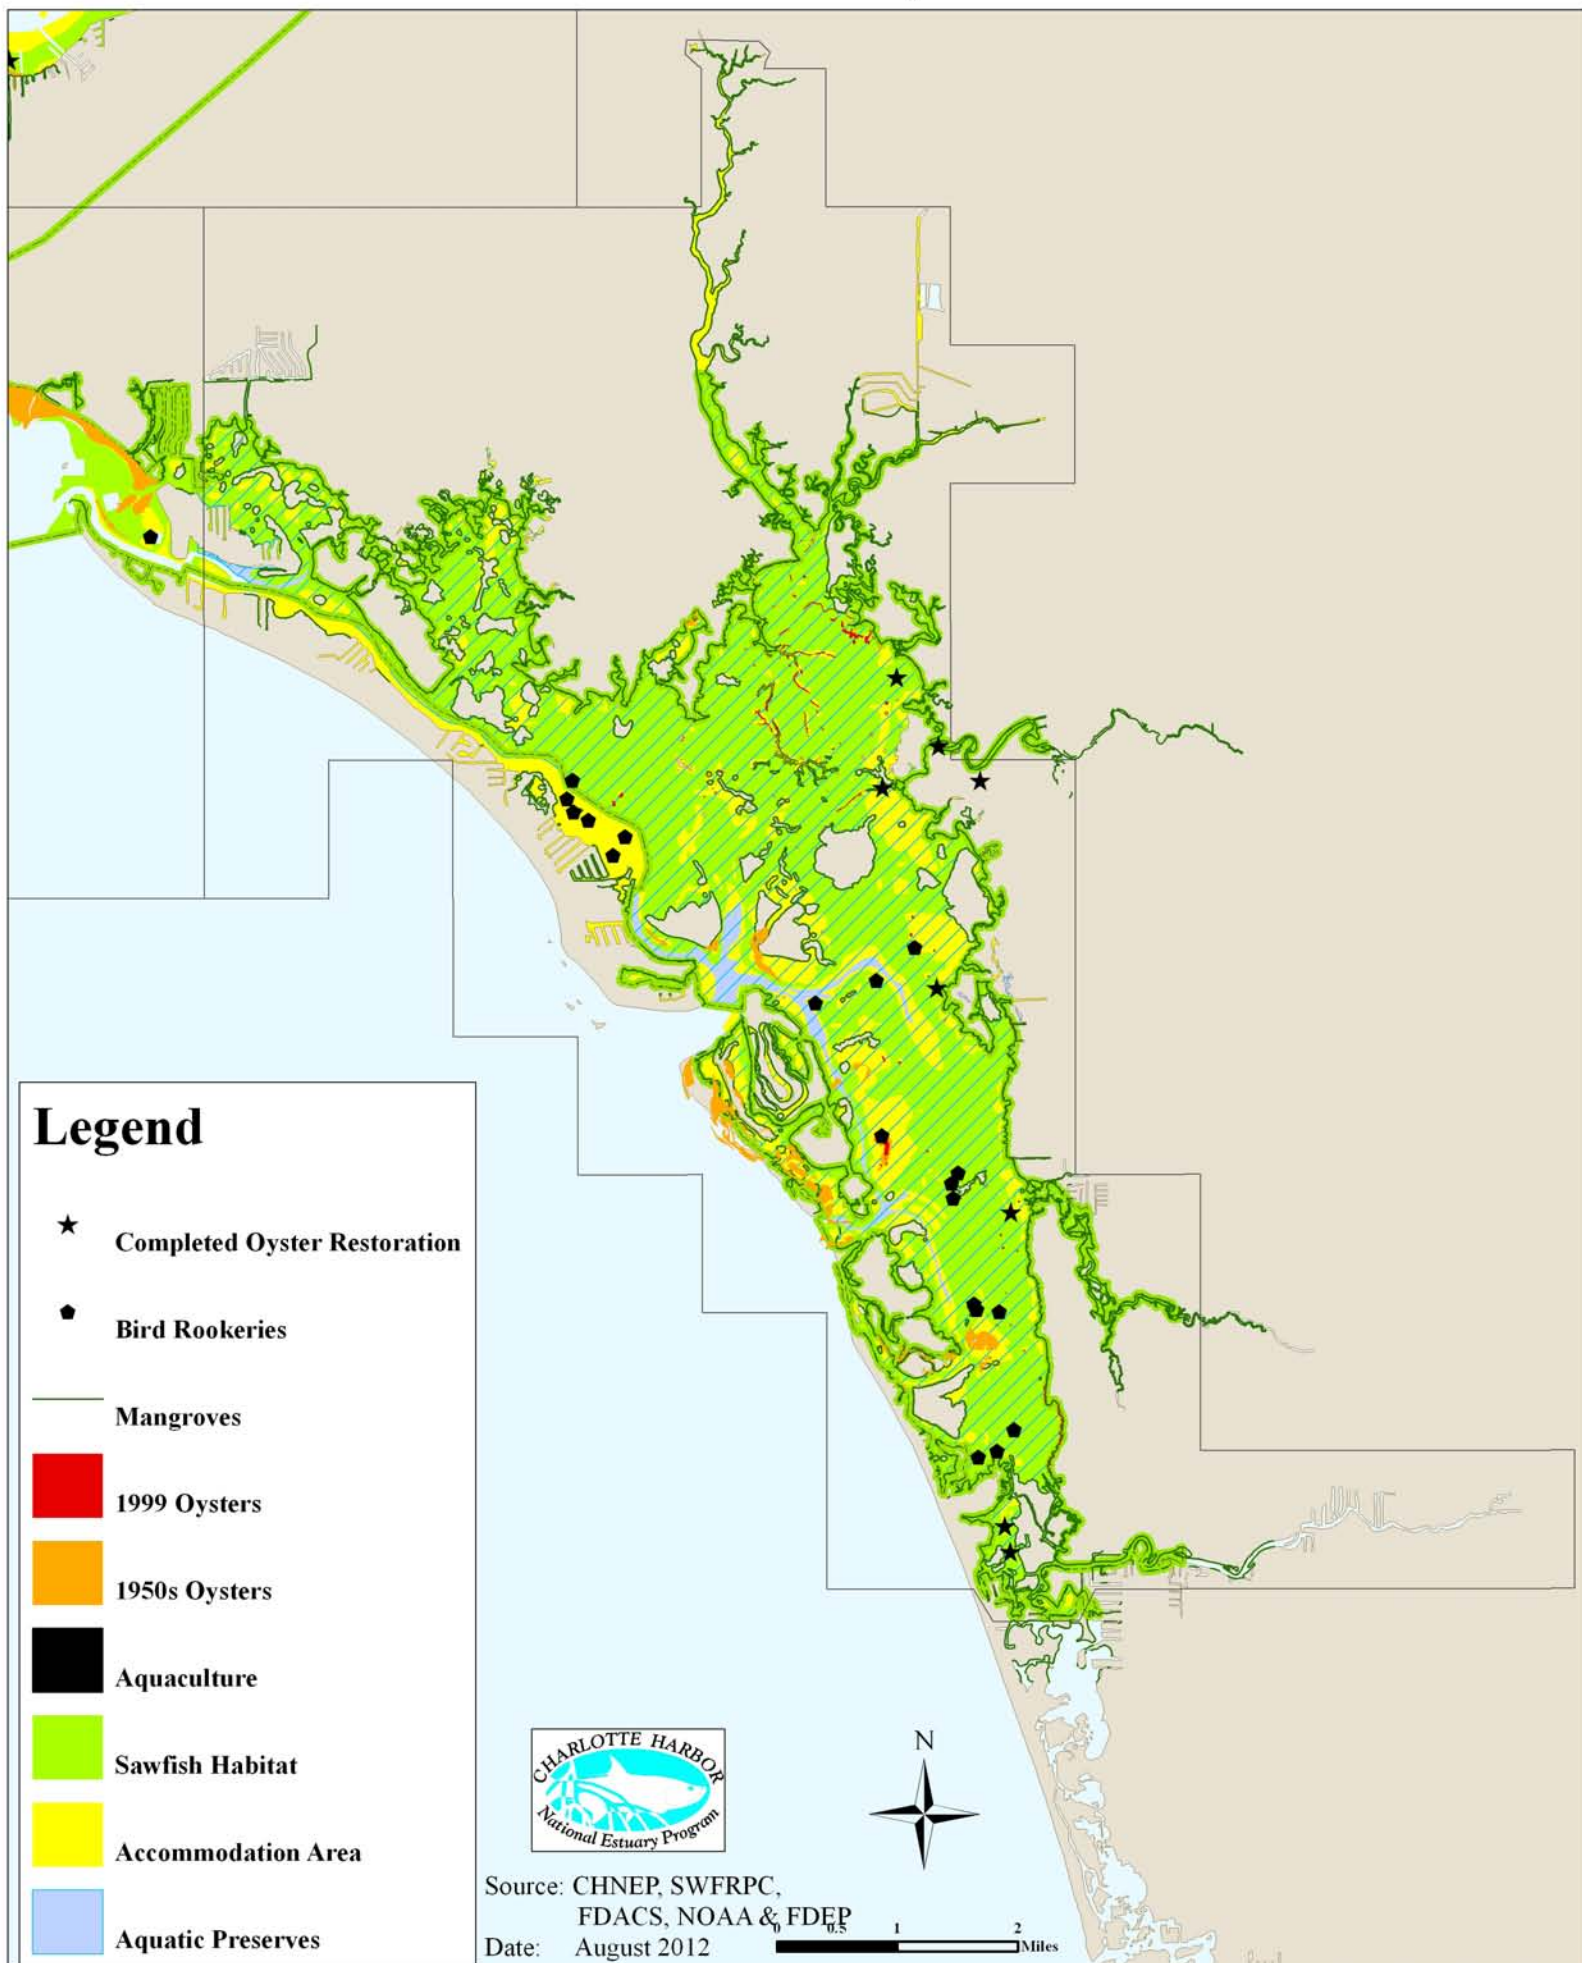 Legend
Completed Oyster Restoration
Bird Rookeries
Mangroves
1999 Oysters
1950s Oysters
Aquaculture
Sawfish Habitat
Accommodation Area
Aquatic Preserves
CHARLOTTE HARBOR
National Estuary Program
N
Source: CHNEP, SWFRPC,
FDACS, NOAA & FDEP
Date: August 2012
0 0.5 1 2
Miles